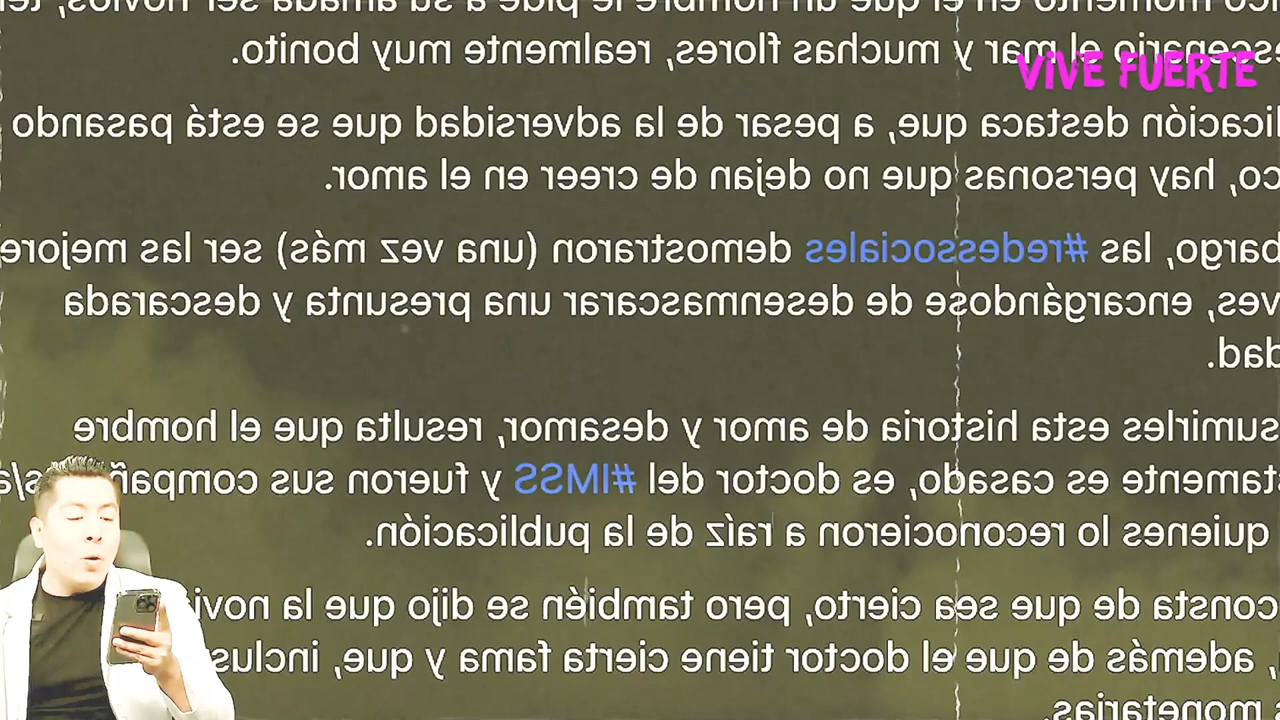 momento en el que un hombre le pide a su amada ser novios,
escenario el mar y muchas flores, realmente muy bonito.
VIVE FUERTE
licación destaca que, a pesar de la adversidad que se está pasando
co, hay personas que no dejan de creer en el amor.
bargo, las #redessociales demostraron (una vez más) ser las mejore
ves, encargándose de desenmascarar una presunta y descarada
dad.
sumirles esta historia de amor y desamor, resulta que el hombre
tamente es casado, es doctor del #IMSS y fueron sus
quienes lo reconocieron a raíz de la publicación.
consta de que sea cierto, pero también se dijo que la novi
, además de que el doctor tiene cierta fama y que, inclus
s monetarias.